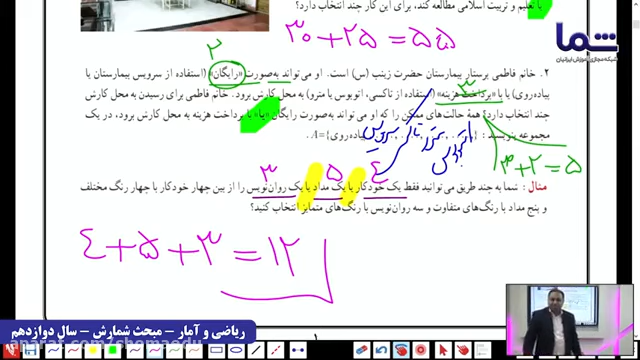 با تعلیم و تربیت اسلامی مطالعه کند، برای این کار چند انتخاب دارد؟
۳۰+۲۵=۵۵
شما
شبکه مجازی آموزش ایرانیان
۲
۲. خانم فاطمی پرستار بیمارستان حضرت زینب (س) است. او می‌تواند به‌صورت «رایگان» (استفاده از سرویس بیمارستان یا
پیاده‌روی) یا با «پرداخت هزینه» (استفاده از تاکسی، اتوبوس یا مترو) به محل کارش برود. خانم فاطمی برای رسیدن به محل کارش
۳
چند انتخاب دارد؟ همهٔ حالت‌های ممکن را که او می‌تواند به صورت رایگان «یا» با پرداخت هزینه به محل کارش برود، در یک
مجموعه بنویسید: A={پیاده‌روی, . . .}
سرویس تاکسی مترو اتوبوس
۳+۲=۵
۳ ۵ ٤
مثال : شما به چند طریق می‌توانید فقط یک خودکار یا یک مداد یا یک روان‌نویس را از بین چهار خودکار با چهار رنگ مختلف
و پنج مداد با رنگ‌های متفاوت و سه روان‌نویس با رنگ‌های متمایز انتخاب کنید؟
٤+۵+۳=۱۲
ریاضی و آمار - مبحث شمارش - سال دوازدهم